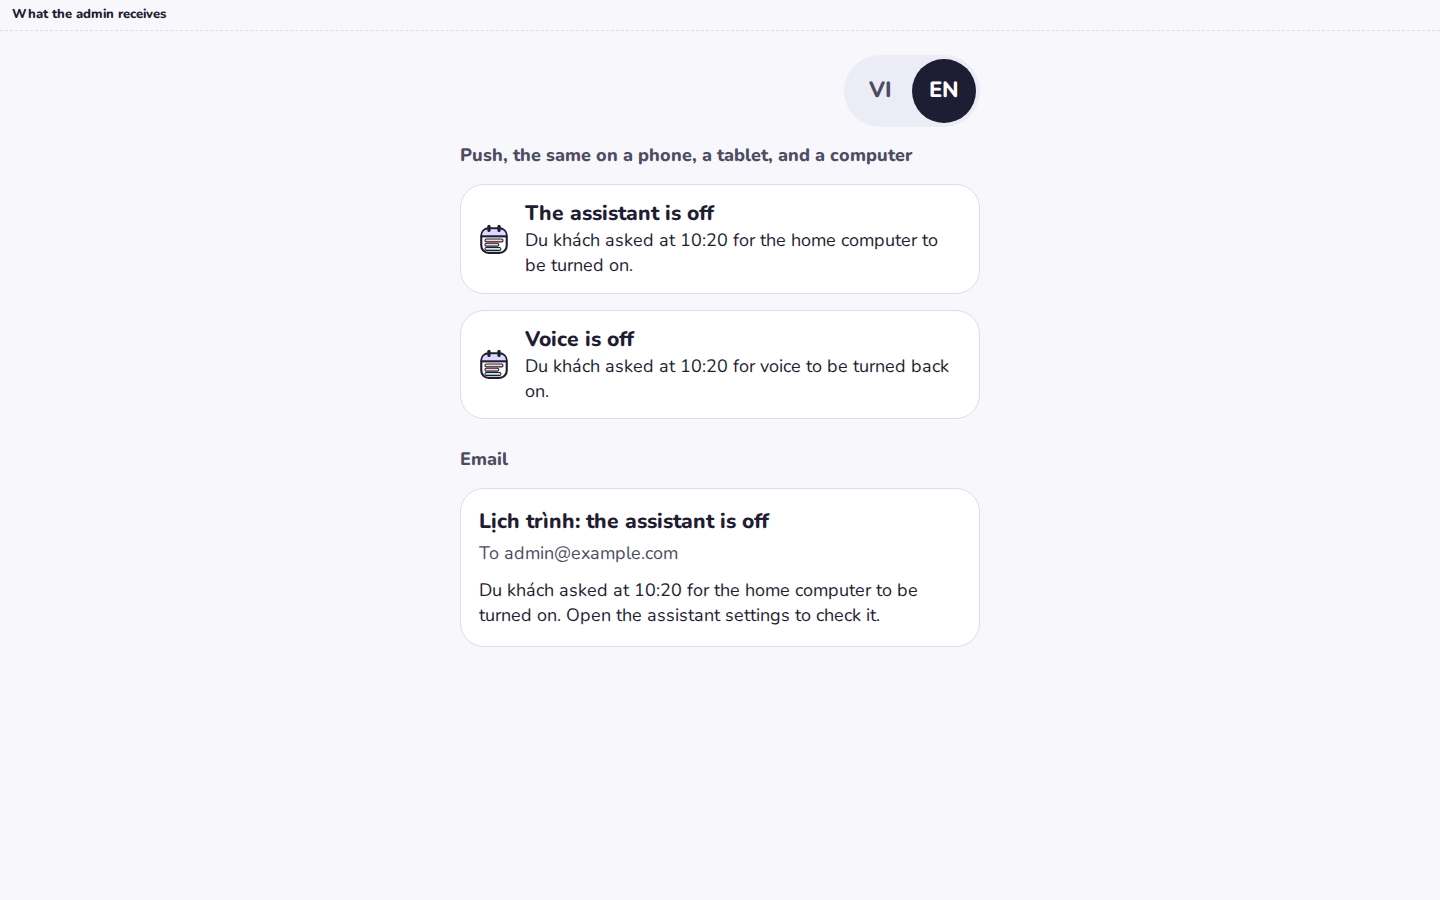 What the admin receives
VI
EN
Push, the same on a phone, a tablet, and a computer
The assistant is off
Du khách asked at 10:20 for the home computer to
be turned on.
Voice is off
Du khách asked at 10:20 for voice to be turned back
on.
Email
Lịch trình: the assistant is off
To admin@example.com
Du khách asked at 10:20 for the home computer to be
turned on. Open the assistant settings to check it.